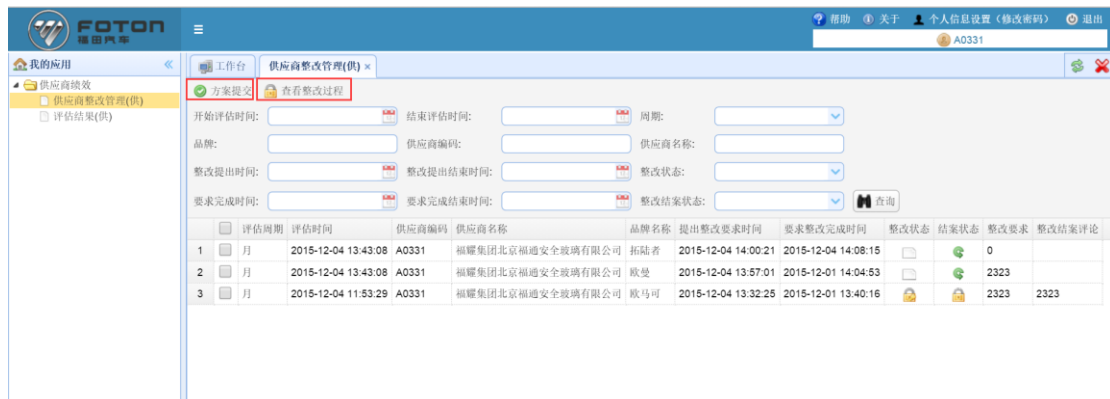 FOTON
福田汽车
帮助 关于 个人信息设置（修改密码） 退出
A0331
我的应用
供应商绩效
供应商整改管理(供)
评估结果(供)
工作台 供应商整改管理(供) ×
方案提交 查看整改过程
开始评估时间: 结束评估时间: 周期:
品牌: 供应商编码: 供应商名称:
整改提出时间: 整改提出结束时间: 整改状态:
要求完成时间: 要求完成结束时间: 整改结案状态: 查询
评估周期 评估时间 供应商编码 供应商名称 品牌名称 提出整改要求时间 要求整改完成时间 整改状态 结案状态 整改要求 整改结案评论
1 月 2015-12-04 13:43:08 A0331 福耀集团北京福通安全玻璃有限公司 拓陆者 2015-12-04 14:00:21 2015-12-04 14:08:15 0
2 月 2015-12-04 13:43:08 A0331 福耀集团北京福通安全玻璃有限公司 欧曼 2015-12-04 13:57:01 2015-12-01 14:04:53 2323
3 月 2015-12-04 11:53:29 A0331 福耀集团北京福通安全玻璃有限公司 欧马可 2015-12-04 13:32:25 2015-12-01 13:40:16 2323 2323